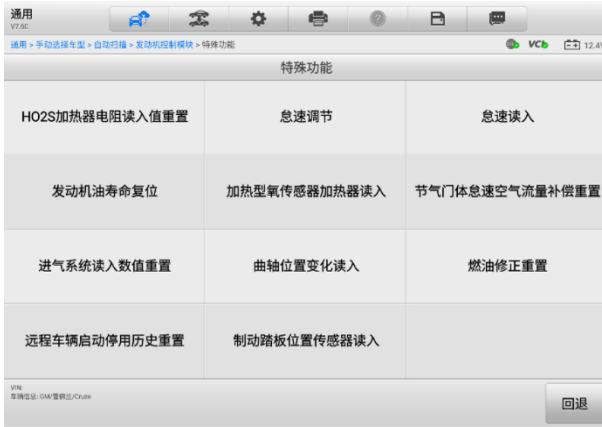 通用
V7.60
通用 > 手动选择车型 > 自动扫描 > 发动机控制模块 > 特殊功能
VCI 12.4V
特殊功能
HO2S加热器电阻读入值重置 怠速调节 怠速读入
发动机油寿命复位 加热型氧传感器加热器读入 节气门体怠速空气流量补偿重置
进气系统读入数值重置 曲轴位置变化读入 燃油修正重置
远程车辆启动停用历史重置 制动踏板位置传感器读入
VIN:
车辆信息: GM/雪佛兰/Cruze
回退